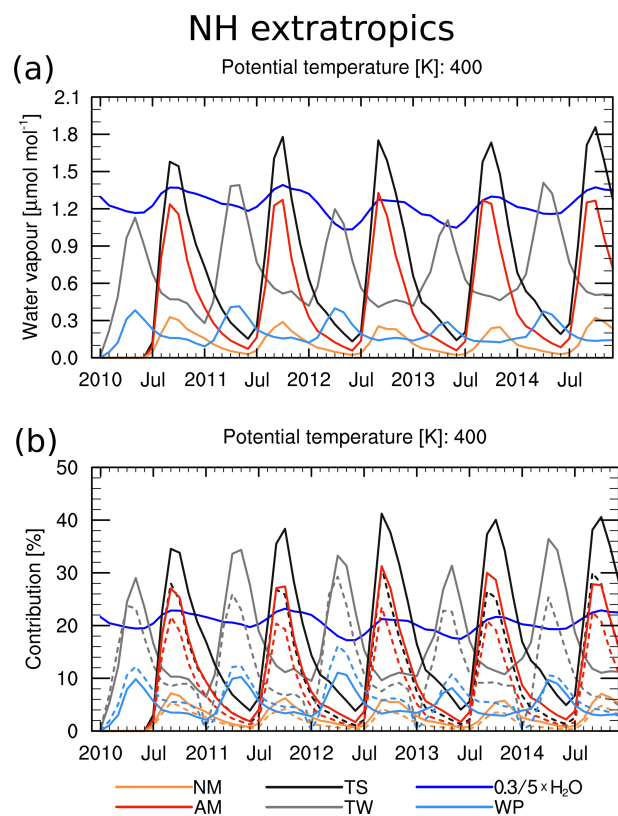 NH extratropics
(a)
Potential temperature [K]: 400
Water vapour [μmol mol⁻¹]
2.1
1.8
1.5
1.2
0.9
0.6
0.3
0.0
2010 Jul 2011 Jul 2012 Jul 2013 Jul 2014 Jul
(b)
Potential temperature [K]: 400
Contribution [%]
50
40
30
20
10
0
2010 Jul 2011 Jul 2012 Jul 2013 Jul 2014 Jul
NM TS 0.3/5×H₂O
AM TW WP